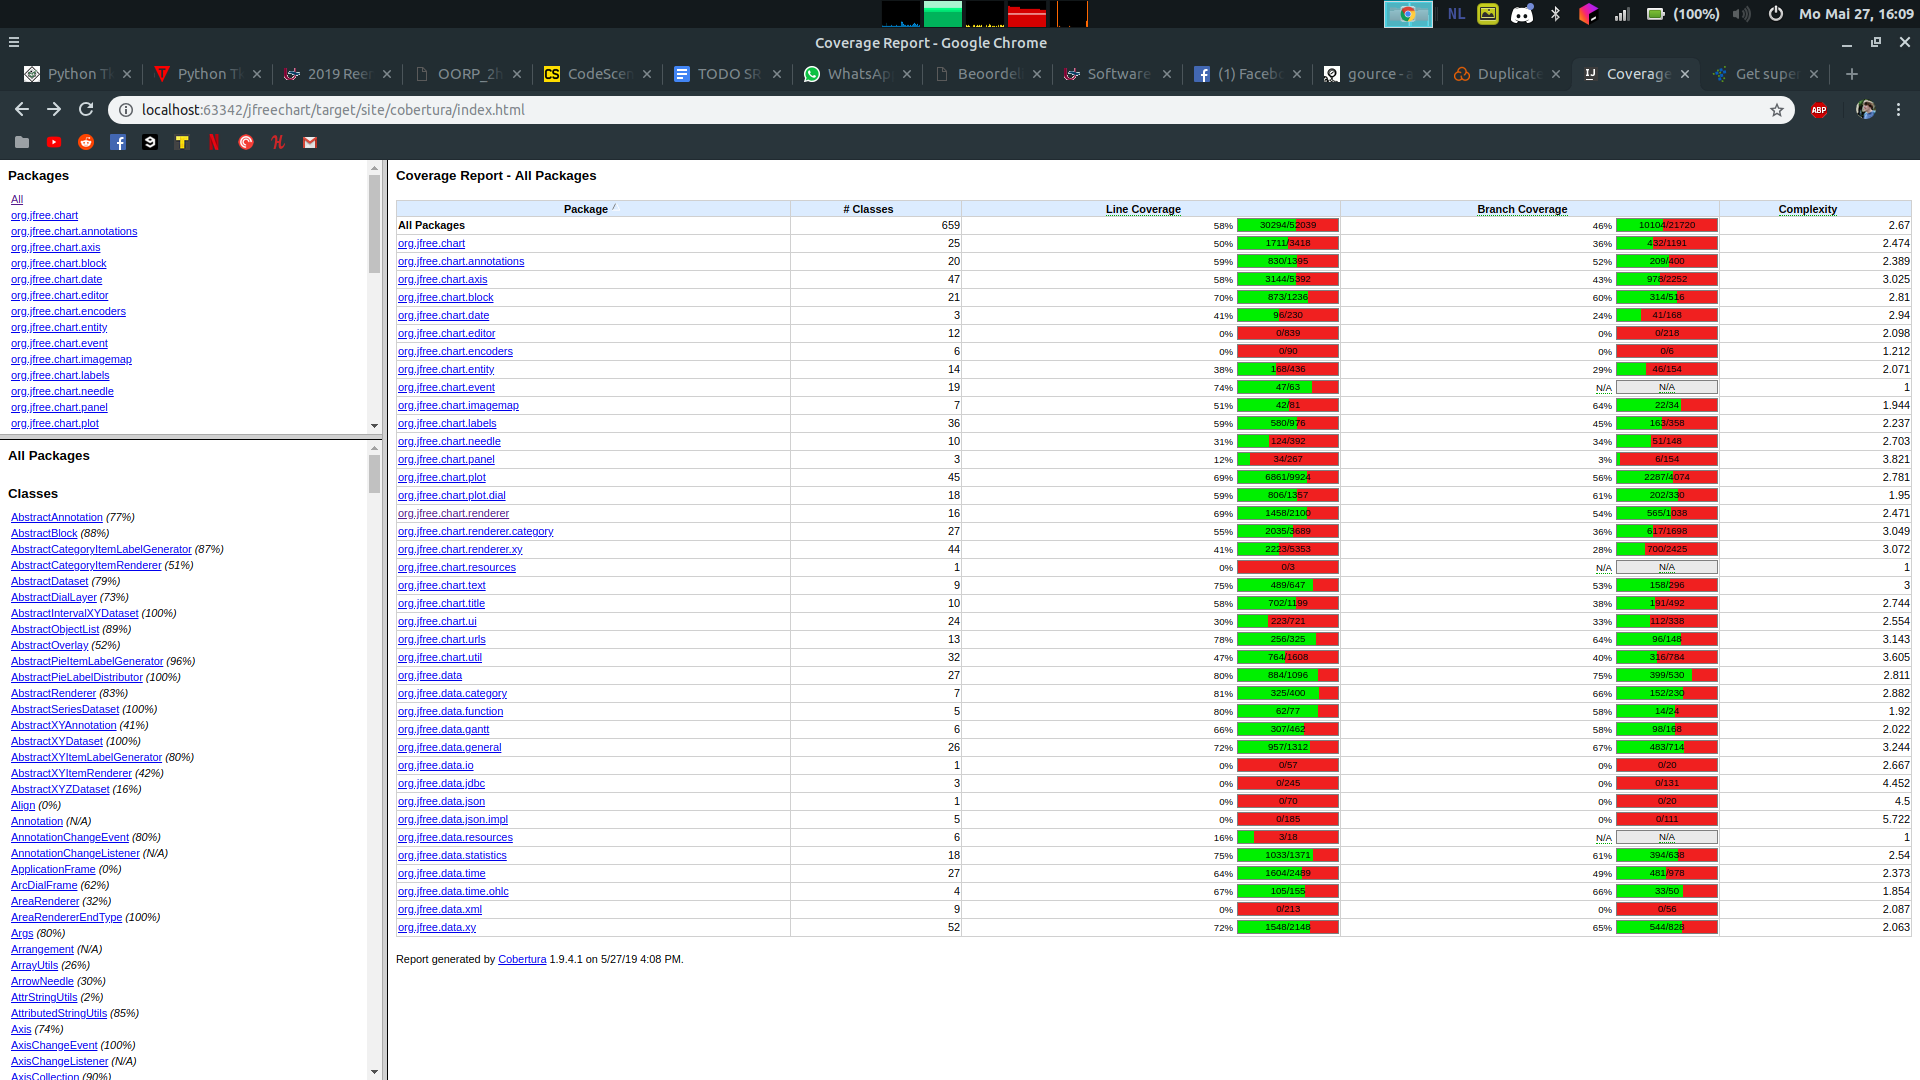 NL (100%) Mo Mai 27, 16:09
Coverage Report - Google Chrome
Python Tk Python Tk 2019 Reen OORP_2h CodeScen TODO SR WhatsAp Beoordel Software (1) Facebo gource - a Duplicate Coverage Get super
localhost:63342/jfreechart/target/site/cobertura/index.html ABP
Packages
All
org.jfree.chart
org.jfree.chart.annotations
org.jfree.chart.axis
org.jfree.chart.block
org.jfree.chart.date
org.jfree.chart.editor
org.jfree.chart.encoders
org.jfree.chart.entity
org.jfree.chart.event
org.jfree.chart.imagemap
org.jfree.chart.labels
org.jfree.chart.needle
org.jfree.chart.panel
org.jfree.chart.plot
All Packages
Classes
AbstractAnnotation (77%)
AbstractBlock (88%)
AbstractCategoryItemLabelGenerator (87%)
AbstractCategoryItemRenderer (51%)
AbstractDataset (79%)
AbstractDialLayer (73%)
AbstractIntervalXYDataset (100%)
AbstractObjectList (89%)
AbstractOverlay (52%)
AbstractPieItemLabelGenerator (96%)
AbstractPieLabelDistributor (100%)
AbstractRenderer (83%)
AbstractSeriesDataset (100%)
AbstractXYAnnotation (41%)
AbstractXYDataset (100%)
AbstractXYItemLabelGenerator (80%)
AbstractXYItemRenderer (42%)
AbstractXYZDataset (16%)
Align (0%)
Annotation (N/A)
AnnotationChangeEvent (80%)
AnnotationChangeListener (N/A)
ApplicationFrame (0%)
ArcDialFrame (62%)
AreaRenderer (32%)
AreaRendererEndType (100%)
Args (80%)
Arrangement (N/A)
ArrayUtils (26%)
ArrowNeedle (30%)
AttrStringUtils (2%)
AttributedStringUtils (85%)
Axis (74%)
AxisChangeEvent (100%)
AxisChangeListener (N/A)
AxisCollection (90%)
Coverage Report - All Packages
Package # Classes Line Coverage Branch Coverage Complexity
All Packages 659 58% 30294/52039 46% 10104/21720 2.67
org.jfree.chart 25 50% 1711/3418 36% 432/1191 2.474
org.jfree.chart.annotations 20 59% 830/1395 52% 209/400 2.389
org.jfree.chart.axis 47 58% 3144/5392 43% 978/2252 3.025
org.jfree.chart.block 21 70% 873/1236 60% 314/516 2.81
org.jfree.chart.date 3 41% 96/230 24% 41/168 2.94
org.jfree.chart.editor 12 0% 0/839 0% 0/218 2.098
org.jfree.chart.encoders 6 0% 0/90 0% 0/6 1.212
org.jfree.chart.entity 14 38% 168/436 29% 46/154 2.071
org.jfree.chart.event 19 74% 47/63 N/A N/A 1
org.jfree.chart.imagemap 7 51% 42/81 64% 22/34 1.944
org.jfree.chart.labels 36 59% 580/976 45% 163/358 2.237
org.jfree.chart.needle 10 31% 124/392 34% 51/148 2.703
org.jfree.chart.panel 3 12% 34/267 3% 6/154 3.821
org.jfree.chart.plot 45 69% 6861/9924 56% 2287/4074 2.781
org.jfree.chart.plot.dial 18 59% 806/1357 61% 202/330 1.95
org.jfree.chart.renderer 16 69% 1458/2100 54% 565/1038 2.471
org.jfree.chart.renderer.category 27 55% 2035/3689 36% 617/1698 3.049
org.jfree.chart.renderer.xy 44 41% 2223/5353 28% 700/2425 3.072
org.jfree.chart.resources 1 0% 0/3 N/A N/A 1
org.jfree.chart.text 9 75% 489/647 53% 158/296 3
org.jfree.chart.title 10 58% 702/1199 38% 191/492 2.744
org.jfree.chart.ui 24 30% 223/721 33% 112/338 2.554
org.jfree.chart.urls 13 78% 256/325 64% 96/148 3.143
org.jfree.chart.util 32 47% 764/1608 40% 316/784 3.605
org.jfree.data 27 80% 884/1096 75% 399/530 2.811
org.jfree.data.category 7 81% 325/400 66% 152/230 2.882
org.jfree.data.function 5 80% 62/77 58% 14/24 1.92
org.jfree.data.gantt 6 66% 307/462 58% 98/168 2.022
org.jfree.data.general 26 72% 957/1312 67% 483/714 3.244
org.jfree.data.io 1 0% 0/57 0% 0/20 2.667
org.jfree.data.jdbc 3 0% 0/245 0% 0/131 4.452
org.jfree.data.json 1 0% 0/70 0% 0/20 4.5
org.jfree.data.json.impl 5 0% 0/185 0% 0/111 5.722
org.jfree.data.resources 6 16% 3/18 N/A N/A 1
org.jfree.data.statistics 18 75% 1033/1371 61% 394/638 2.54
org.jfree.data.time 27 64% 1604/2489 49% 481/978 2.373
org.jfree.data.time.ohlc 4 67% 105/155 66% 33/50 1.854
org.jfree.data.xml 9 0% 0/213 0% 0/56 2.087
org.jfree.data.xy 52 72% 1548/2148 65% 544/828 2.063
Report generated by Cobertura 1.9.4.1 on 5/27/19 4:08 PM.